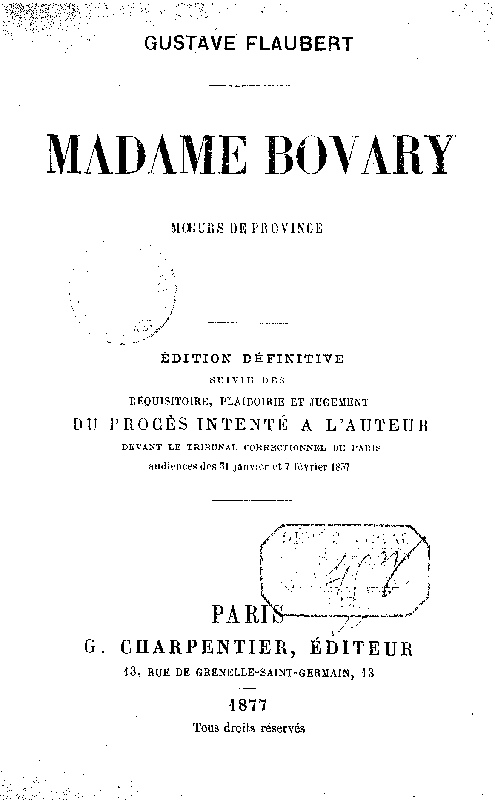 GUSTAVE FLAUBERT
MADAME BOVARY
MŒURS DE PROVINCE
ÉDITION DÉFINITIVE
SUIVIE DES
RÉQUISITOIRE, PLAIDOIRIE ET JUGEMENT
DU PROCÈS INTENTÉ A L'AUTEUR
DEVANT LE TRIBUNAL CORRECTIONNEL DE PARIS
audiences des 31 janvier et 7 février 1857
PARIS
G. CHARPENTIER, ÉDITEUR
13, RUE DE GRENELLE-SAINT-GERMAIN, 13
1877
Tous droits réservés